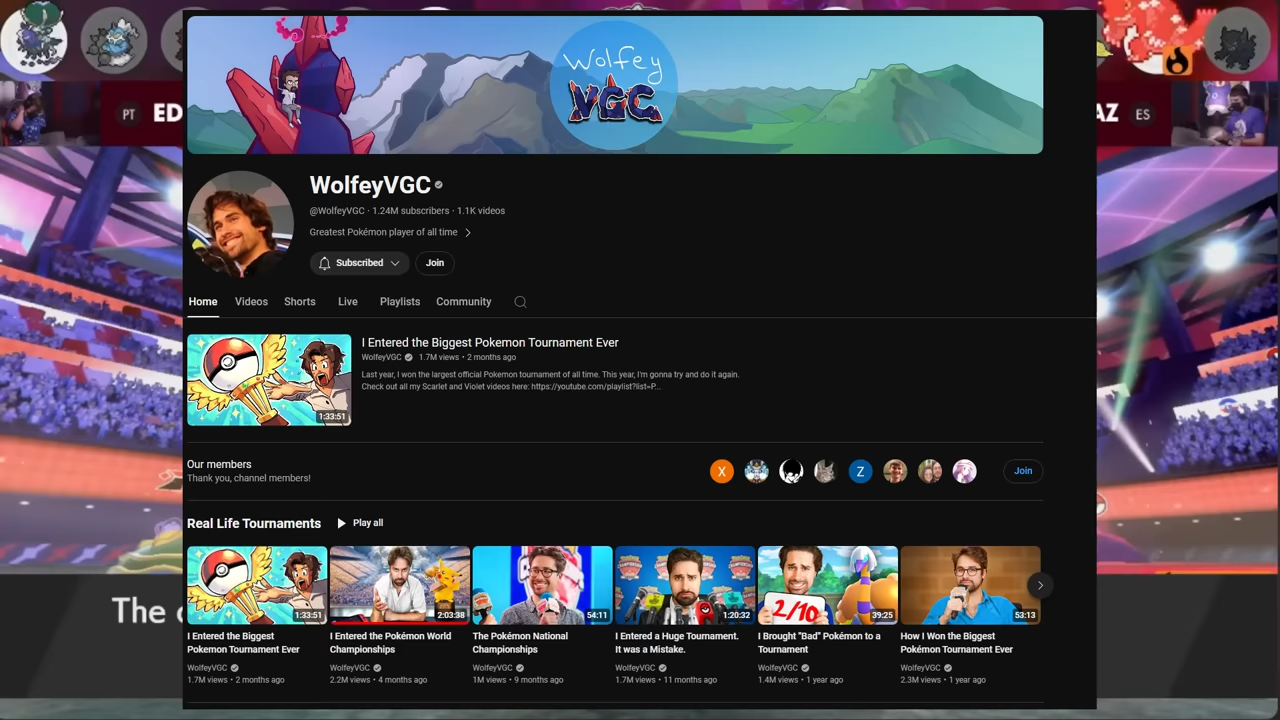 Wolfey
VGC
PT
ED
AZ
ES
WolfeyVGC
@WolfeyVGC · 1.24M subscribers · 1.1K videos
Greatest Pokémon player of all time
Subscribed
Join
Home
Videos
Shorts
Live
Playlists
Community
I Entered the Biggest Pokemon Tournament Ever
WolfeyVGC 1.7M views • 2 months ago
Last year, I won the largest official Pokemon tournament of all time. This year, I'm gonna try and do it again.
Check out all my Scarlet and Violet videos here: https://youtube.com/playlist?list=P...
1:33:51
Our members
Thank you, channel members!
X
Z
Join
Real Life Tournaments
Play all
1:33:51
2:03:38
54:11
1:20:32
2/10
39:25
53:13
The
I Entered the Biggest
Pokemon Tournament Ever
WolfeyVGC
1.7M views • 2 months ago
I Entered the Pokémon World
Championships
WolfeyVGC
2.2M views • 4 months ago
The Pokémon National
Championships
WolfeyVGC
1M views • 9 months ago
I Entered a Huge Tournament.
It was a Mistake.
WolfeyVGC
1.7M views • 11 months ago
I Brought "Bad" Pokémon to a
Tournament
WolfeyVGC
1.4M views • 1 year ago
How I Won the Biggest
Pokémon Tournament Ever
WolfeyVGC
2.3M views • 1 year ago